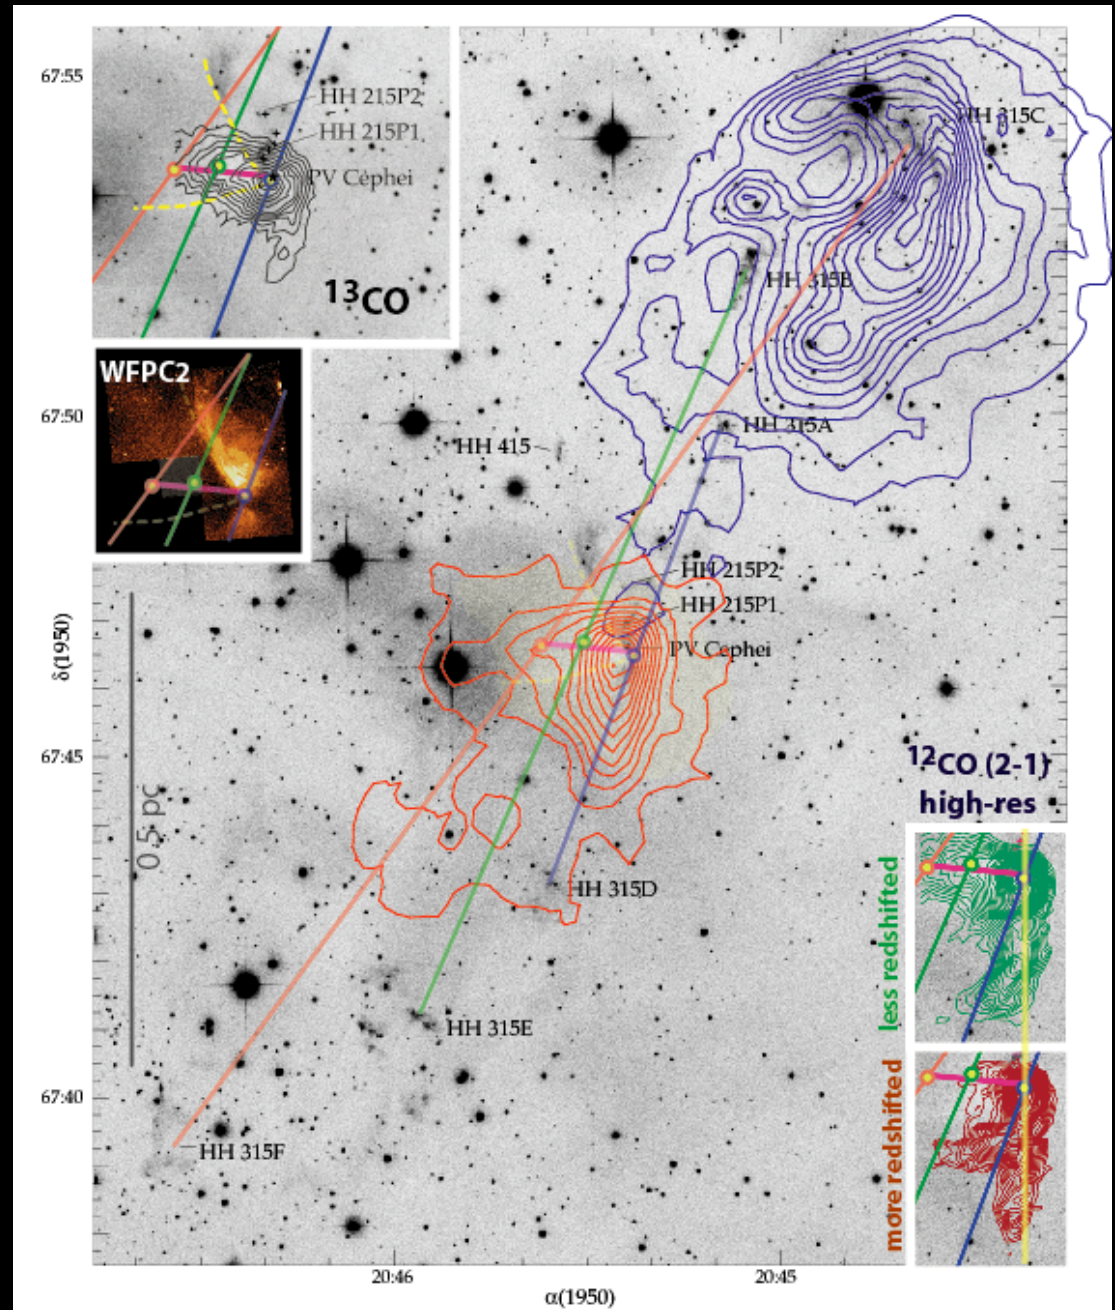 67:55
HH 215P2
HH 215P1
PV Cephei
13CO
HH 315C
HH 315B
WFPC2
67:50
HH 415
HH 315A
HH 215P2
HH 215P1
PV Cephei
δ(1950)
67:45
0.5 pc
12CO (2-1)
high-res
less redshifted
HH 315D
HH 315E
more redshifted
67:40
HH 315F
20:46
20:45
α(1950)